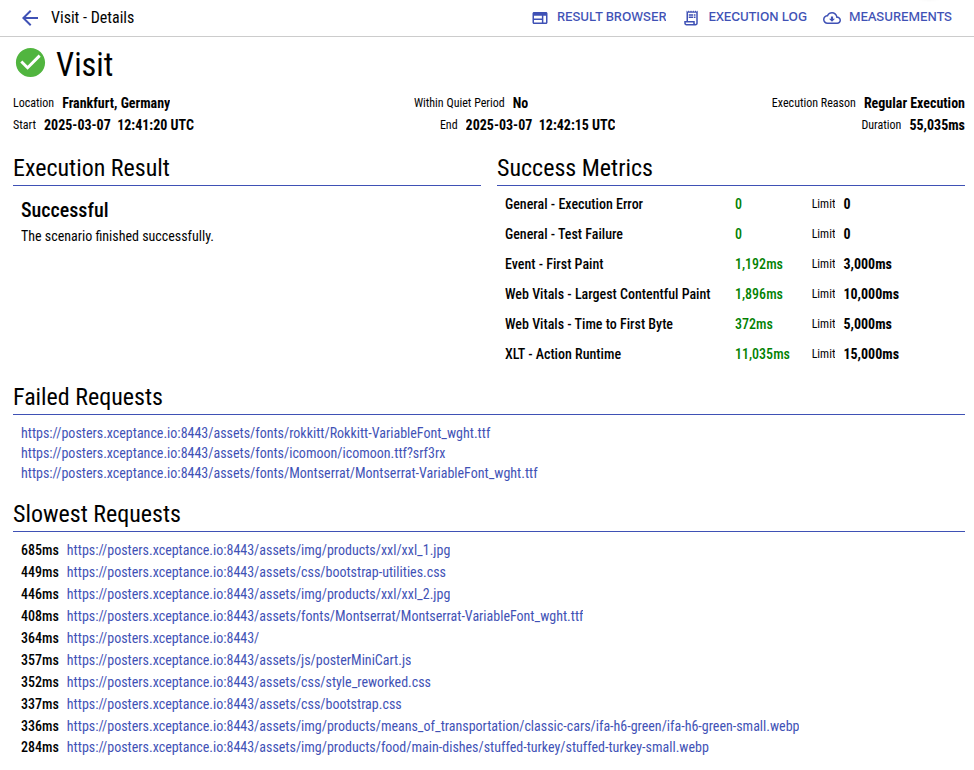 Visit - Details
RESULT BROWSER
EXECUTION LOG
MEASUREMENTS
Visit
Location Frankfurt, Germany
Within Quiet Period No
Execution Reason Regular Execution
Start 2025-03-07 12:41:20 UTC
End 2025-03-07 12:42:15 UTC
Duration 55,035ms
Execution Result
Successful
The scenario finished successfully.
Success Metrics
General - Execution Error 0 Limit 0
General - Test Failure 0 Limit 0
Event - First Paint 1,192ms Limit 3,000ms
Web Vitals - Largest Contentful Paint 1,896ms Limit 10,000ms
Web Vitals - Time to First Byte 372ms Limit 5,000ms
XLT - Action Runtime 11,035ms Limit 15,000ms
Failed Requests
https://posters.xceptance.io:8443/assets/fonts/rokkitt/Rokkitt-VariableFont_wght.ttf
https://posters.xceptance.io:8443/assets/fonts/icomoon/icomoon.ttf?srf3rx
https://posters.xceptance.io:8443/assets/fonts/Montserrat/Montserrat-VariableFont_wght.ttf
Slowest Requests
685ms https://posters.xceptance.io:8443/assets/img/products/xxl/xxl_1.jpg
449ms https://posters.xceptance.io:8443/assets/css/bootstrap-utilities.css
446ms https://posters.xceptance.io:8443/assets/img/products/xxl/xxl_2.jpg
408ms https://posters.xceptance.io:8443/assets/fonts/Montserrat/Montserrat-VariableFont_wght.ttf
364ms https://posters.xceptance.io:8443/
357ms https://posters.xceptance.io:8443/assets/js/posterMiniCart.js
352ms https://posters.xceptance.io:8443/assets/css/style_reworked.css
337ms https://posters.xceptance.io:8443/assets/css/bootstrap.css
336ms https://posters.xceptance.io:8443/assets/img/products/means_of_transportation/classic-cars/ifa-h6-green/ifa-h6-green-small.webp
284ms https://posters.xceptance.io:8443/assets/img/products/food/main-dishes/stuffed-turkey/stuffed-turkey-small.webp